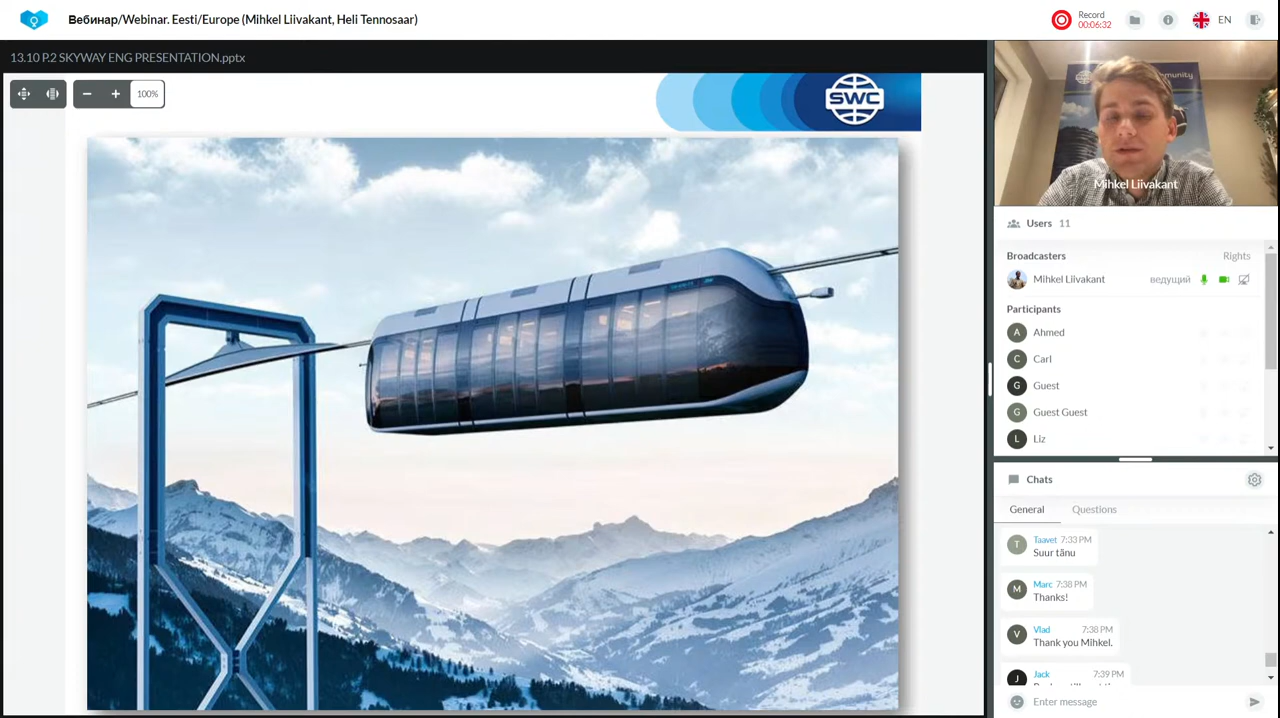 Вебинар/Webinar. Eesti/Europe (Mihkel Liivakant, Heli Tennosaar)
Record
00:06:32
EN
13.10 P.2 SKYWAY ENG PRESENTATION.pptx
100%
SWC
Mihkel Liivakant
Users 11
Broadcasters
Rights
Mihkel Liivakant
ведущий
Participants
A Ahmed
C Carl
G Guest
G Guest Guest
L Liz
Chats
General
Questions
T Taavet 7:33 PM
Suur tänu
M Marc 7:38 PM
Thanks!
V Vlad 7:38 PM
Thank you Mihkel.
J Jack 7:39 PM
Enter message